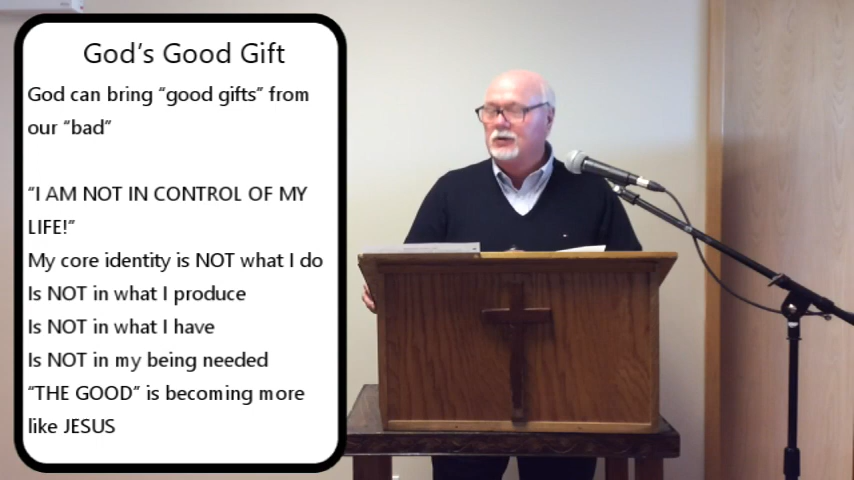 God's Good Gift
God can bring “good gifts” from
our “bad”
“I AM NOT IN CONTROL OF MY
LIFE!”
My core identity is NOT what I do
Is NOT in what I produce
Is NOT in what I have
Is NOT in my being needed
“THE GOOD” is becoming more
like JESUS